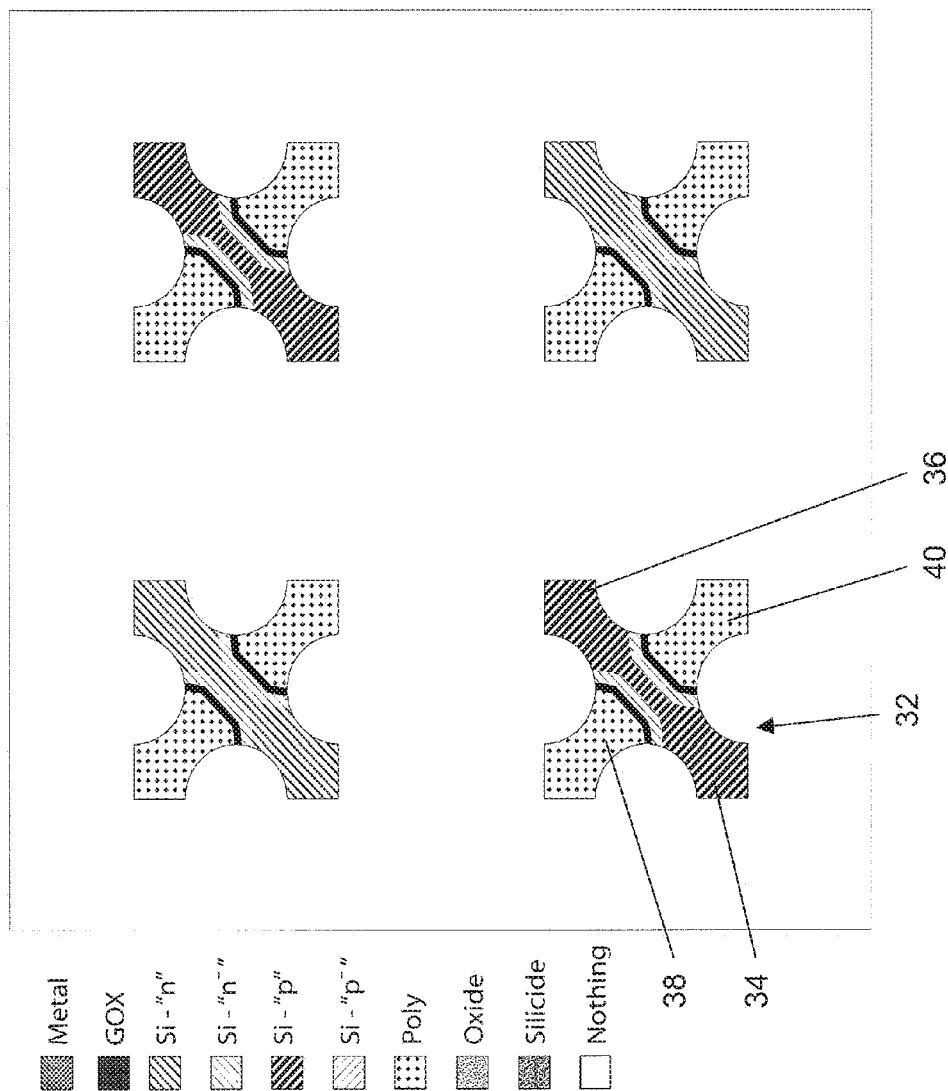 Metal
GOX
Si - "n"
Si - "n⁻"
Si - "p"
Si - "p⁻"
Poly
Oxide
Silicide
Nothing
38
34
32
40
36